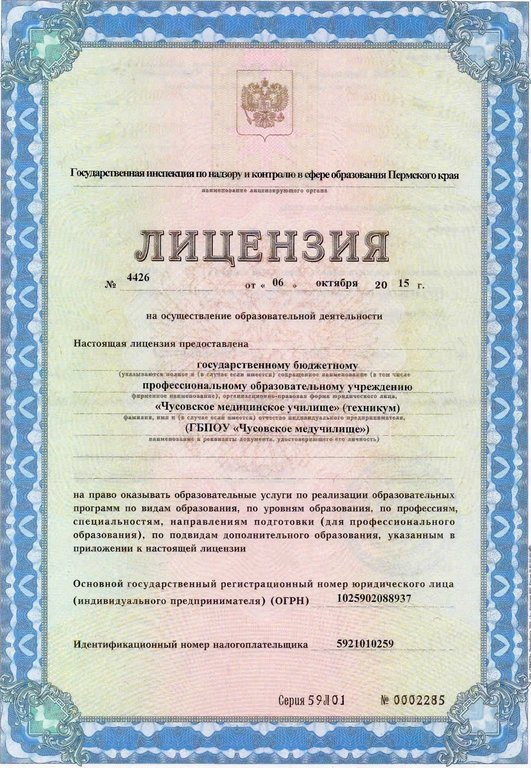 Государственная инспекция по надзору и контролю в сфере образования Пермского края
наименование лицензирующего органа
ЛИЦЕНЗИЯ
№ 4426 от « 06 » октября 20 15 г.
на осуществление образовательной деятельности
Настоящая лицензия предоставлена
государственному бюджетному
(указываются полное и (в случае если имеется) сокращенное наименование (в том числе
профессиональному образовательному учреждению
фирменное наименование), организационно-правовая форма юридического лица,
«Чусовское медицинское училище» (техникум)
фамилия, имя и (в случае если имеется) отчество индивидуального предпринимателя,
(ГБПОУ «Чусовское медучилище»)
наименование и реквизиты документа, удостоверяющего его личность)
на право оказывать образовательные услуги по реализации образовательных
программ по видам образования, по уровням образования, по профессиям,
специальностям, направлениям подготовки (для профессионального
образования), по подвидам дополнительного образования, указанным в
приложении к настоящей лицензии
Основной государственный регистрационный номер юридического лица
(индивидуального предпринимателя) (ОГРН) 1025902088937
Идентификационный номер налогоплательщика 5921010259
Серия 59Л01 № 0002285